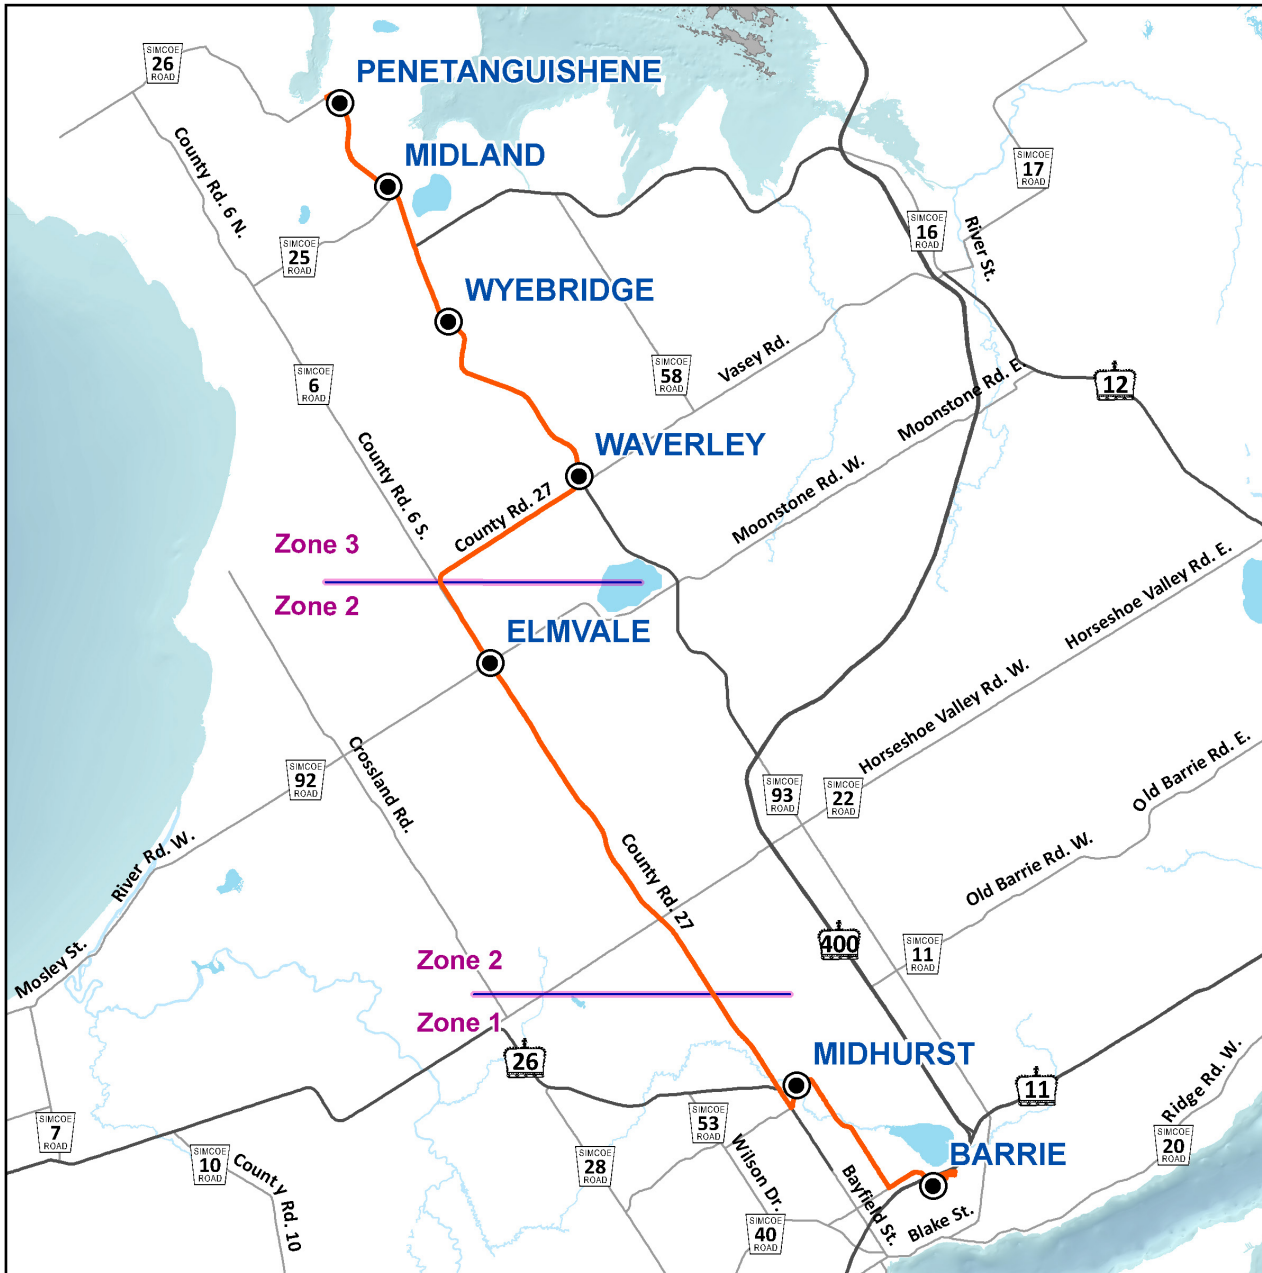 SIMCOE
26
ROAD
PENETANGUISHENE
County Rd. 6 N.
MIDLAND
SIMCOE
17
ROAD
SIMCOE
25
ROAD
SIMCOE
16
ROAD
River St.
WYEBRIDGE
SIMCOE
6
ROAD
SIMCOE
58
ROAD
Vasey Rd.
12
Moonstone Rd. E.
WAVERLEY
County Rd. 6 S.
County Rd. 27
Moonstone Rd. W.
Zone 3
Zone 2
ELMVALE
Horseshoe Valley Rd. E.
Horseshoe Valley Rd. W.
SIMCOE
92
ROAD
Crossland Rd.
SIMCOE
93
ROAD
SIMCOE
22
ROAD
Old Barrie Rd. E.
River Rd. W.
County Rd. 27
Old Barrie Rd. W.
Mosley St.
400
SIMCOE
11
ROAD
Zone 2
Zone 1
26
MIDHURST
11
Ridge Rd. W.
SIMCOE
7
ROAD
SIMCOE
10
ROAD
County Rd. 10
SIMCOE
28
ROAD
SIMCOE
53
ROAD
Wilson Dr.
SIMCOE
40
ROAD
Bayfield St.
BARRIE
Blake St.
SIMCOE
20
ROAD